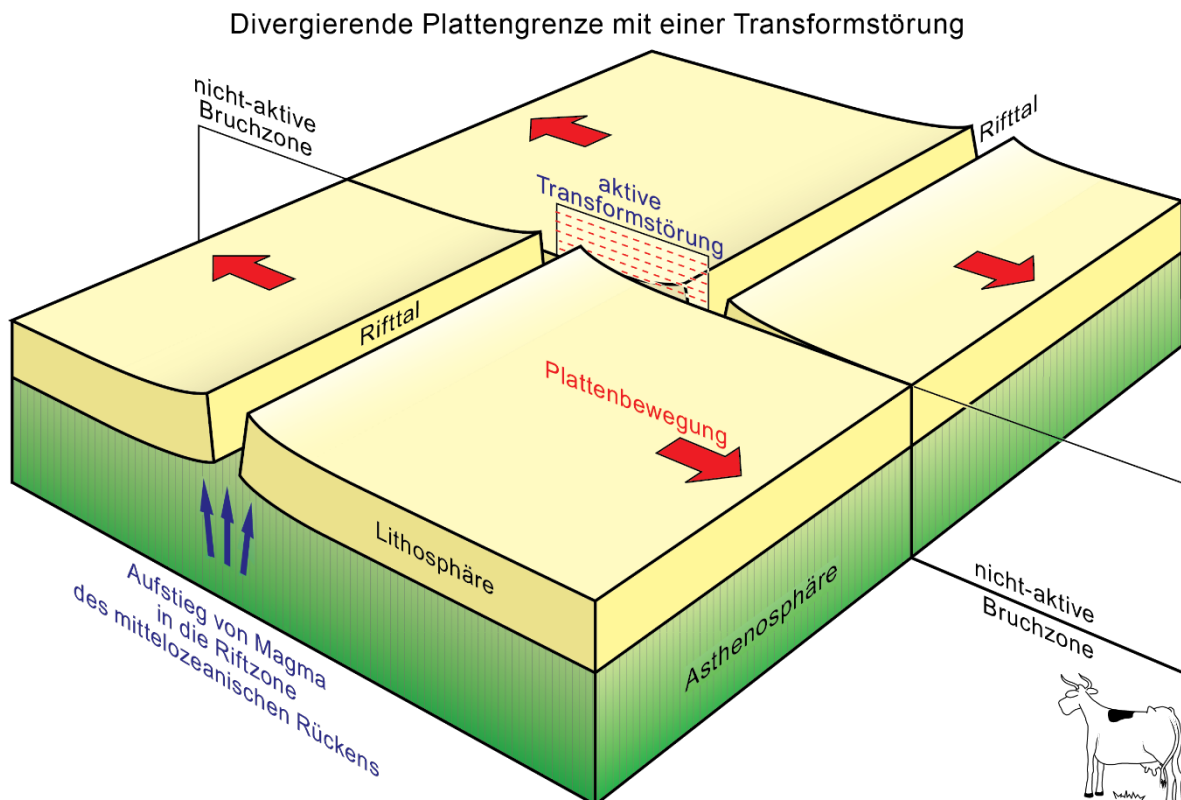 Divergierende Plattengrenze mit einer Transformstörung
nicht-aktive
Bruchzone
Rifttal
aktive
Transformstörung
Rifttal
Plattenbewegung
Lithosphäre
Asthenosphäre
Aufstieg von Magma
in die Riftzone
des mittelozeanischen Rückens
nicht-aktive
Bruchzone